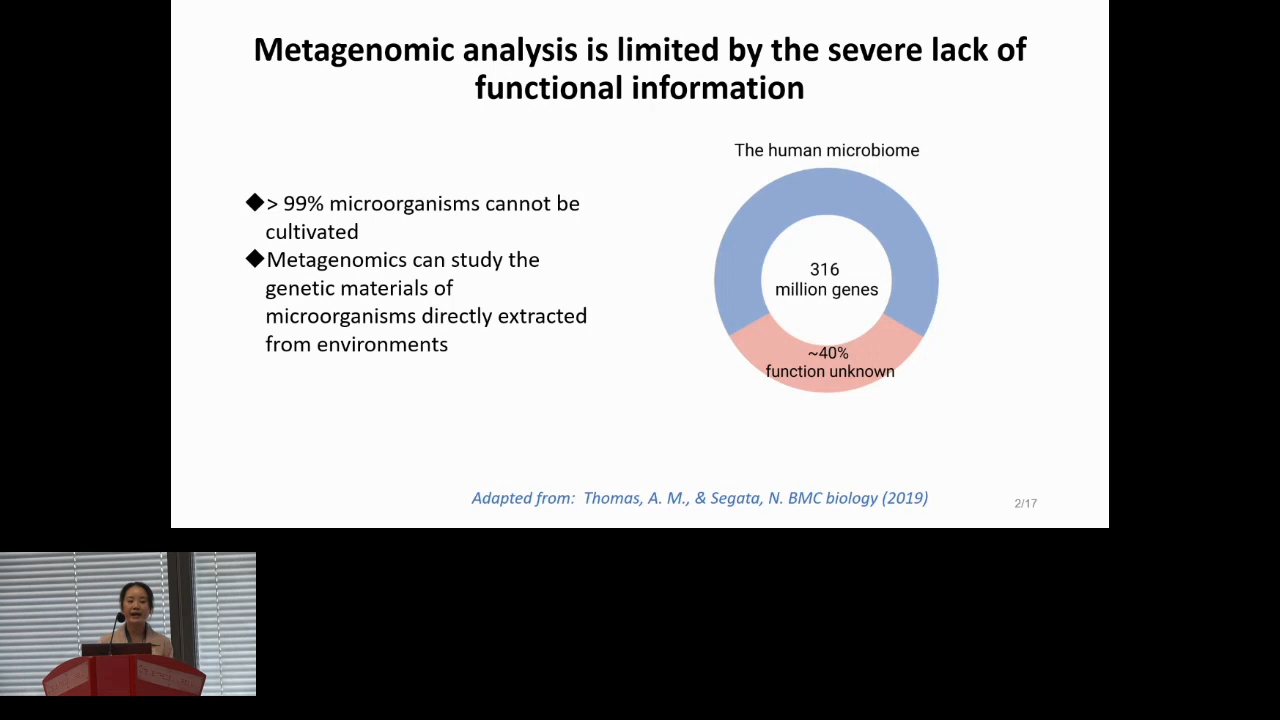 Metagenomic analysis is limited by the severe lack of
functional information
◆> 99% microorganisms cannot be
cultivated
◆Metagenomics can study the
genetic materials of
microorganisms directly extracted
from environments
The human microbiome
316
million genes
~40%
function unknown
Adapted from: Thomas, A. M., & Segata, N. BMC biology (2019)
2/17